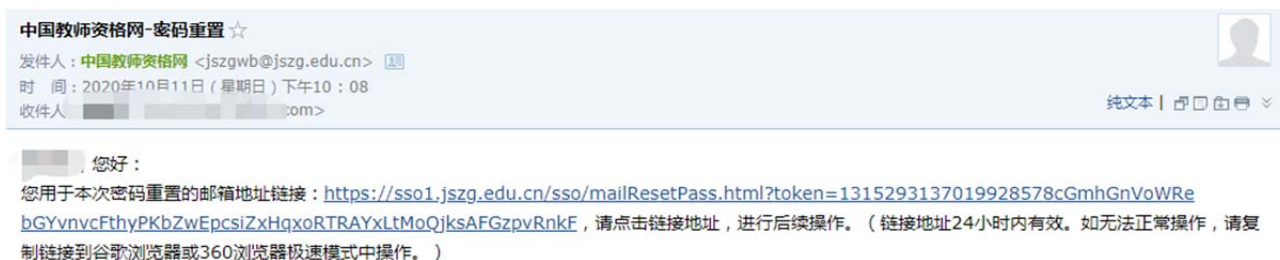 中国教师资格网-密码重置☆
发件人：中国教师资格网 <jszgwb@jszg.edu.cn>
时 间：2020年10月11日（星期日）下午10：08
收件人 com>
纯文本 |
您好：
您用于本次密码重置的邮箱地址链接：https://sso1.jszg.edu.cn/sso/mailResetPass.html?token=1315293137019928578cGmhGnVoWRe
bGYvnvcFthyPKbZwEpcsiZxHqxoRTRAYxLtMoQjksAFGzpvRnkF，请点击链接地址，进行后续操作。（链接地址24小时内有效。如无法正常操作，请复
制链接到谷歌浏览器或360浏览器极速模式中操作。）